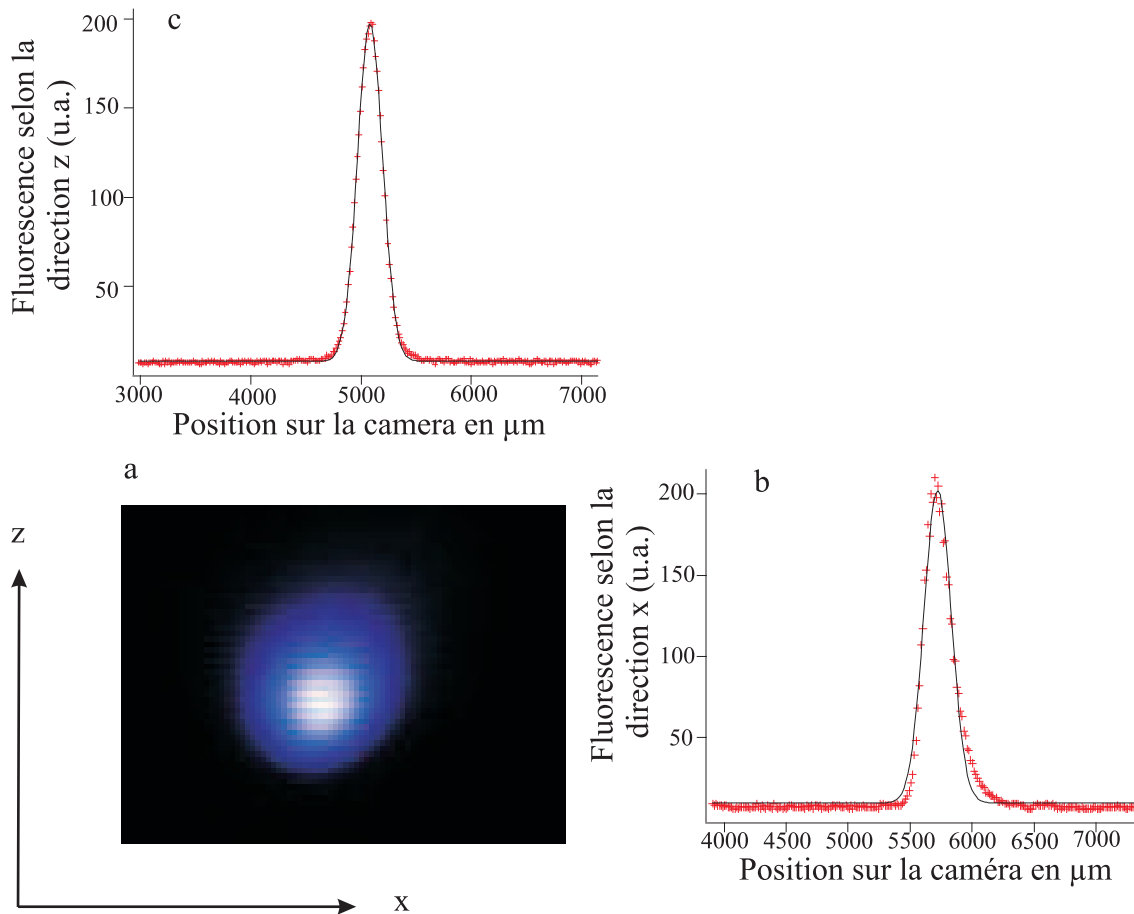 c
Fluorescence selon la
direction z (u.a.)
200
150
100
50
3000 4000 5000 6000 7000
Position sur la camera en µm
a
z
x
b
Fluorescence selon la
direction x (u.a.)
200
150
100
50
4000 4500 5000 5500 6000 6500 7000
Position sur la caméra en µm